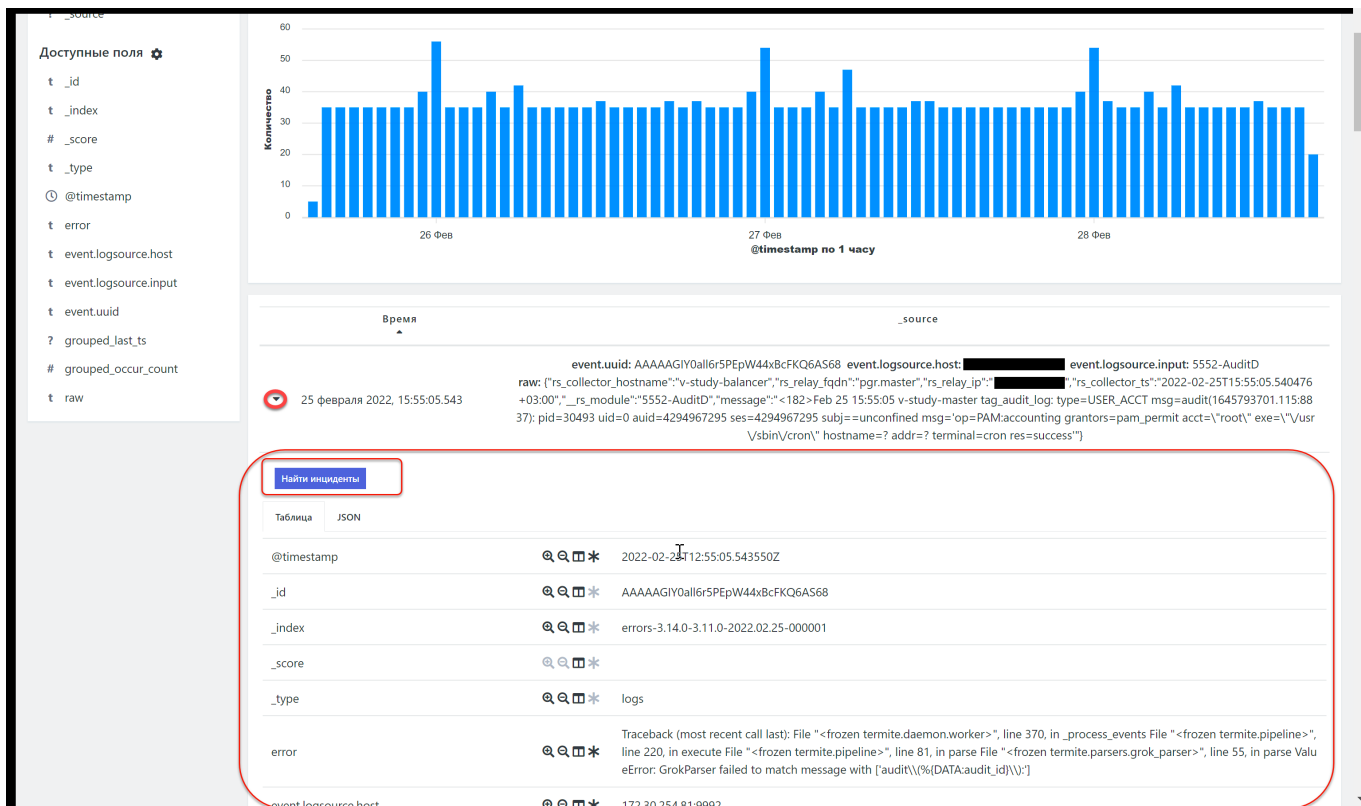 _source
Доступные поля
t _id
t _index
# _score
t _type
@timestamp
t error
t event.logsource.host
t event.logsource.input
t event.uuid
? grouped_last_ts
# grouped_occur_count
t raw
60
50
40
30
20
10
0
Количество
26 Фев 27 Фев 28 Фев
@timestamp по 1 часу
Время _source
25 февраля 2022, 15:55:05.543
event.uuid: AAAAAGIY0all6r5PEpW44xBcFKQ6AS68 event.logsource.host: event.logsource.input: 5552-AuditD
raw: {"rs_collector_hostname":"v-study-balancer","rs_relay_fqdn":"pgr.master","rs_relay_ip":" ","rs_collector_ts":"2022-02-25T15:55:05.540476
+03:00","__rs_module":"5552-AuditD","message":"<182>Feb 25 15:55:05 v-study-master tag_audit_log: type=USER_ACCT msg=audit(1645793701.115:88
37): pid=30493 uid=0 auid=4294967295 ses=4294967295 subj==unconfined msg='op=PAM:accounting grantors=pam_permit acct=\"root\" exe=\"\/usr
\/sbin\/cron\" hostname=? addr=? terminal=cron res=success'"}
Найти инциденты
Таблица JSON
@timestamp 2022-02-25T12:55:05.543550Z
_id AAAAAGIY0all6r5PEpW44xBcFKQ6AS68
_index errors-3.14.0-3.11.0-2022.02.25-000001
_score
_type logs
error
Traceback (most recent call last): File "<frozen termite.daemon.worker>", line 370, in _process_events File "<frozen termite.pipeline>",
line 220, in execute File "<frozen termite.pipeline>", line 81, in parse File "<frozen termite.parsers.grok_parser>", line 55, in parse Valu
eError: GrokParser failed to match message with ['audit\\(%{DATA:audit_id}\\):']
event.logsource.host 172.30.254.81:9992